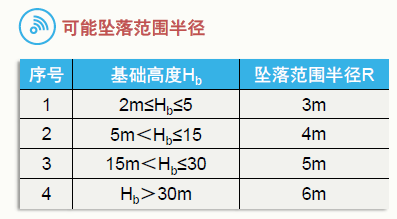 可能坠落范围半径
序号 基础高度Hb 坠落范围半径R
1 2m≤Hb≤5 3m
2 5m＜Hb≤15 4m
3 15m＜Hb≤30 5m
4 Hb＞30m 6m